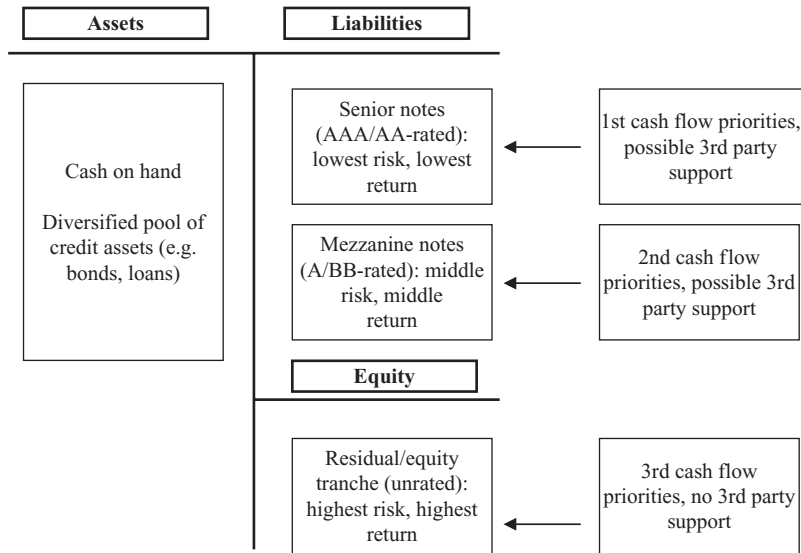 Assets
Liabilities
Cash on hand
Diversified pool of
credit assets (e.g.
bonds, loans)
Senior notes
(AAA/AA-rated):
lowest risk, lowest
return
1st cash flow priorities,
possible 3rd party
support
Mezzanine notes
(A/BB-rated): middle
risk, middle
return
2nd cash flow
priorities, possible 3rd
party support
Equity
Residual/equity
tranche (unrated):
highest risk, highest
return
3rd cash flow
priorities, no 3rd party
support